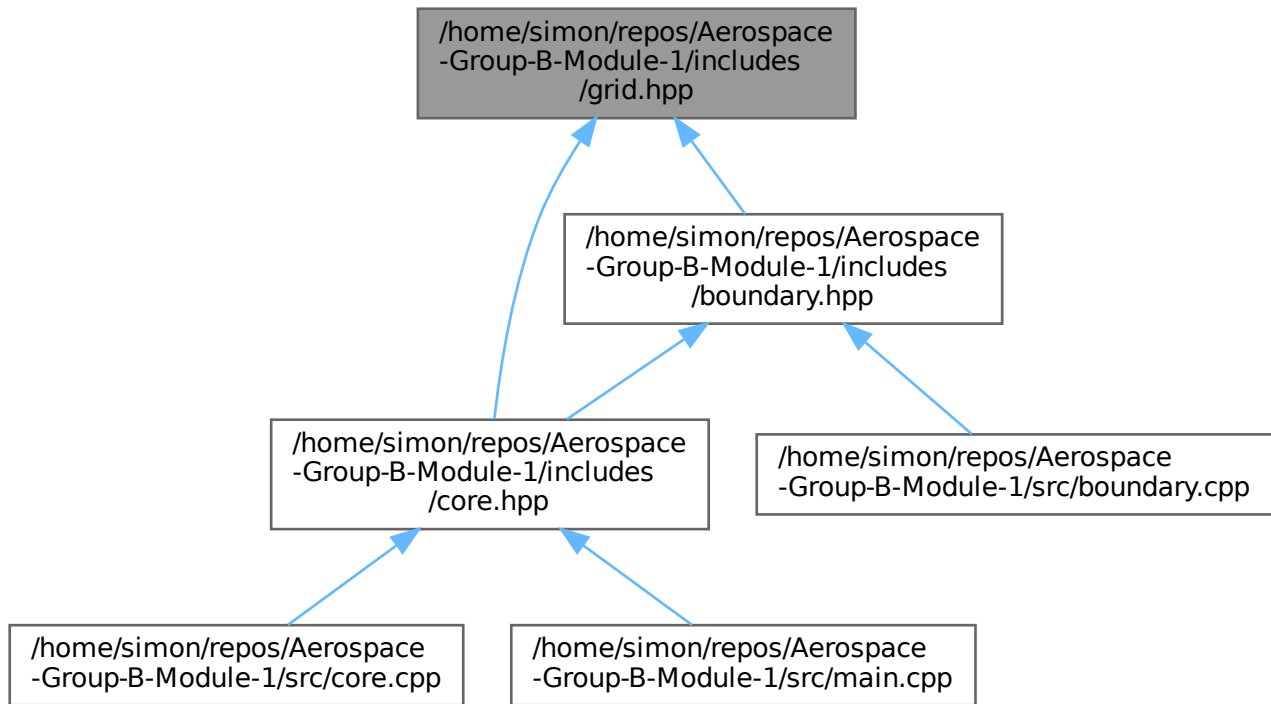 /home/simon/repos/Aerospace
-Group-B-Module-1/includes
/grid.hpp
/home/simon/repos/Aerospace
-Group-B-Module-1/includes
/boundary.hpp
/home/simon/repos/Aerospace
-Group-B-Module-1/includes
/core.hpp
/home/simon/repos/Aerospace
-Group-B-Module-1/src/boundary.cpp
/home/simon/repos/Aerospace
-Group-B-Module-1/src/core.cpp
/home/simon/repos/Aerospace
-Group-B-Module-1/src/main.cpp